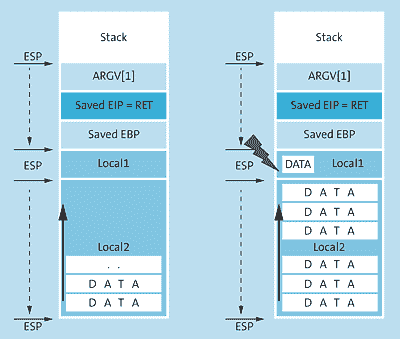 Stack
ESP
ARGV[1]
Saved EIP = RET
Saved EBP
ESP
Local1
Local2
. .
D A T A
D A T A
ESP
Stack
ESP
ARGV[1]
Saved EIP = RET
Saved EBP
ESP
DATA Local1
D A T A
D A T A
D A T A
Local2
D A T A
D A T A
D A T A
ESP